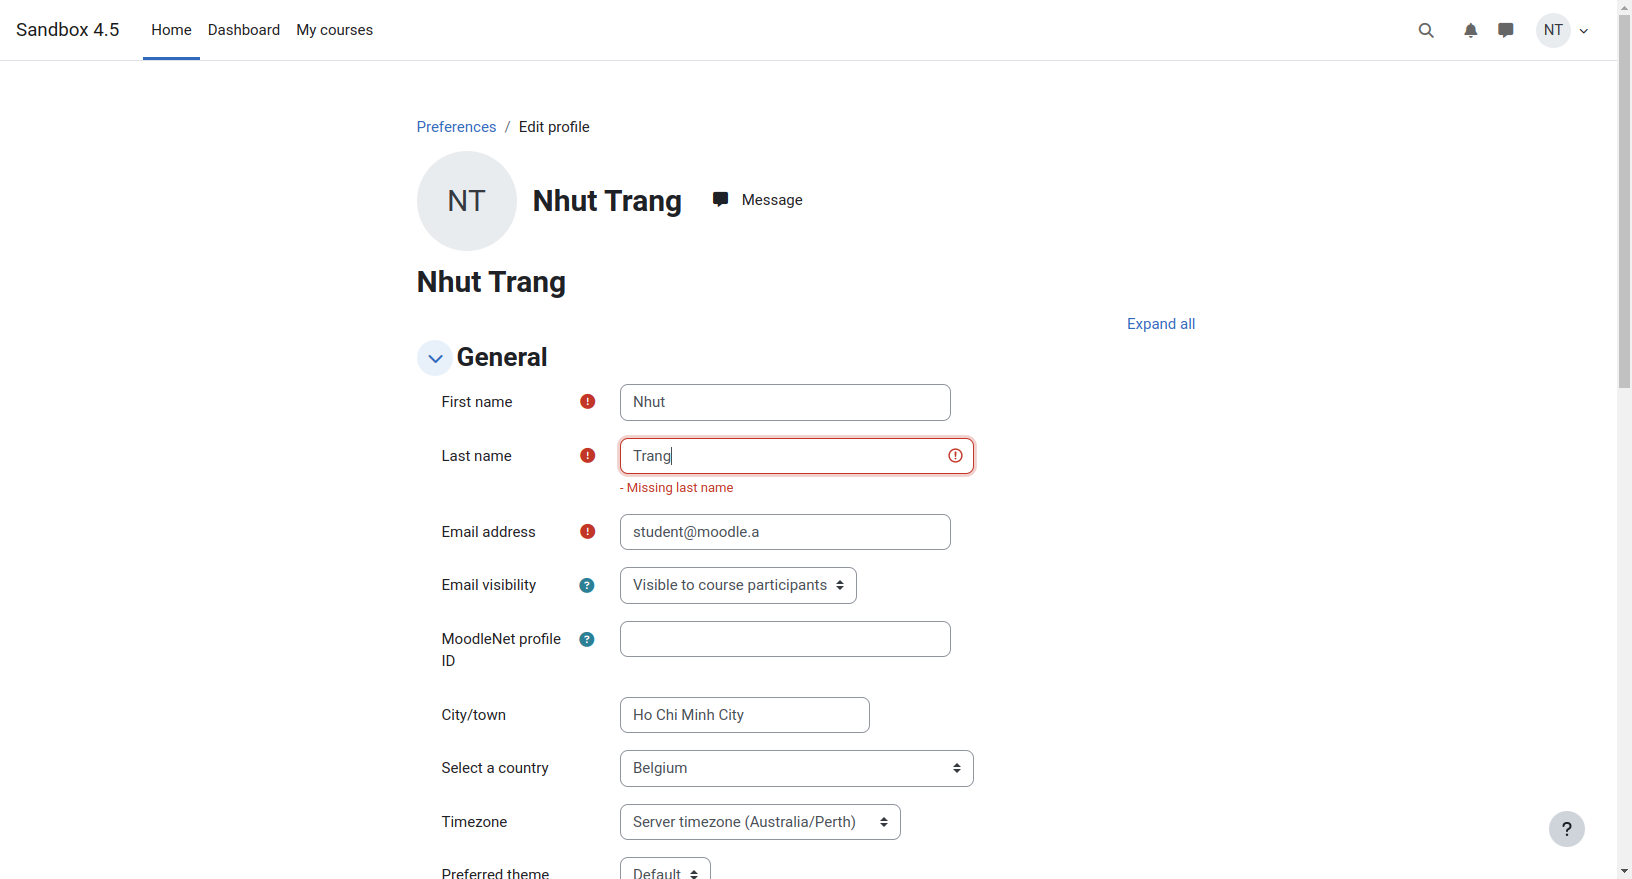 Sandbox 4.5 Home Dashboard My courses NT
Preferences / Edit profile
NT Nhut Trang Message
Nhut Trang
Expand all
General
First name Nhut
Last name Trang
- Missing last name
Email address student@moodle.a
Email visibility ? Visible to course participants
MoodleNet profile ID ?
City/town Ho Chi Minh City
Select a country Belgium
Timezone Server timezone (Australia/Perth)
?
Preferred theme Default